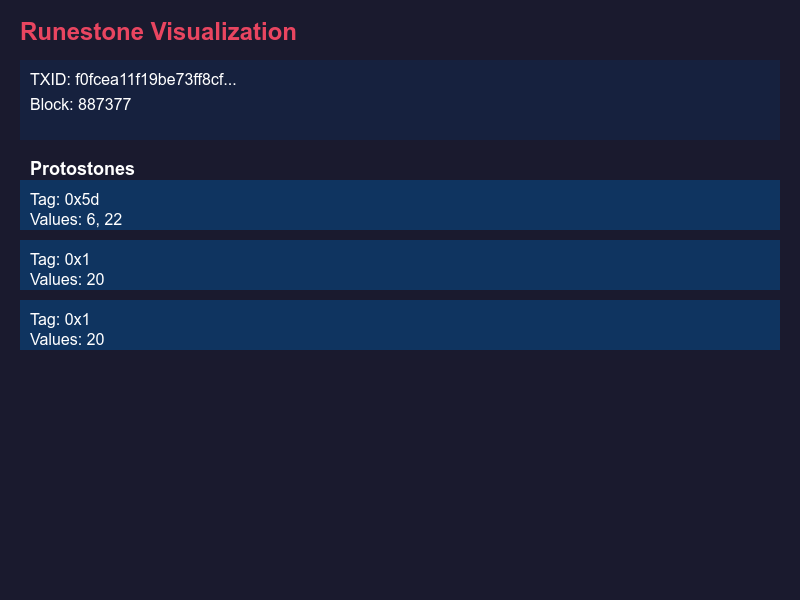 Runestone Visualization
TXID: f0fcea11f19be73ff8cf...
Block: 887377
Protostones
Tag: 0x5d
Values: 6, 22
Tag: 0x1
Values: 20
Tag: 0x1
Values: 20